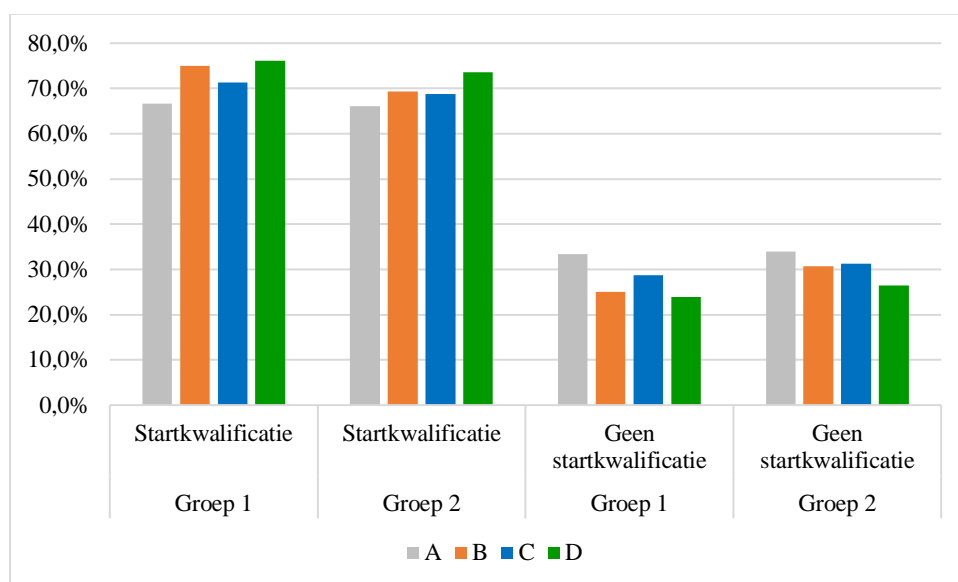 80,0%
70,0%
60,0%
50,0%
40,0%
30,0%
20,0%
10,0%
0,0%
Startkwalificatie
Startkwalificatie
Geen
startkwalificatie
Geen
startkwalificatie
Groep 1
Groep 2
Groep 1
Groep 2
A B C D